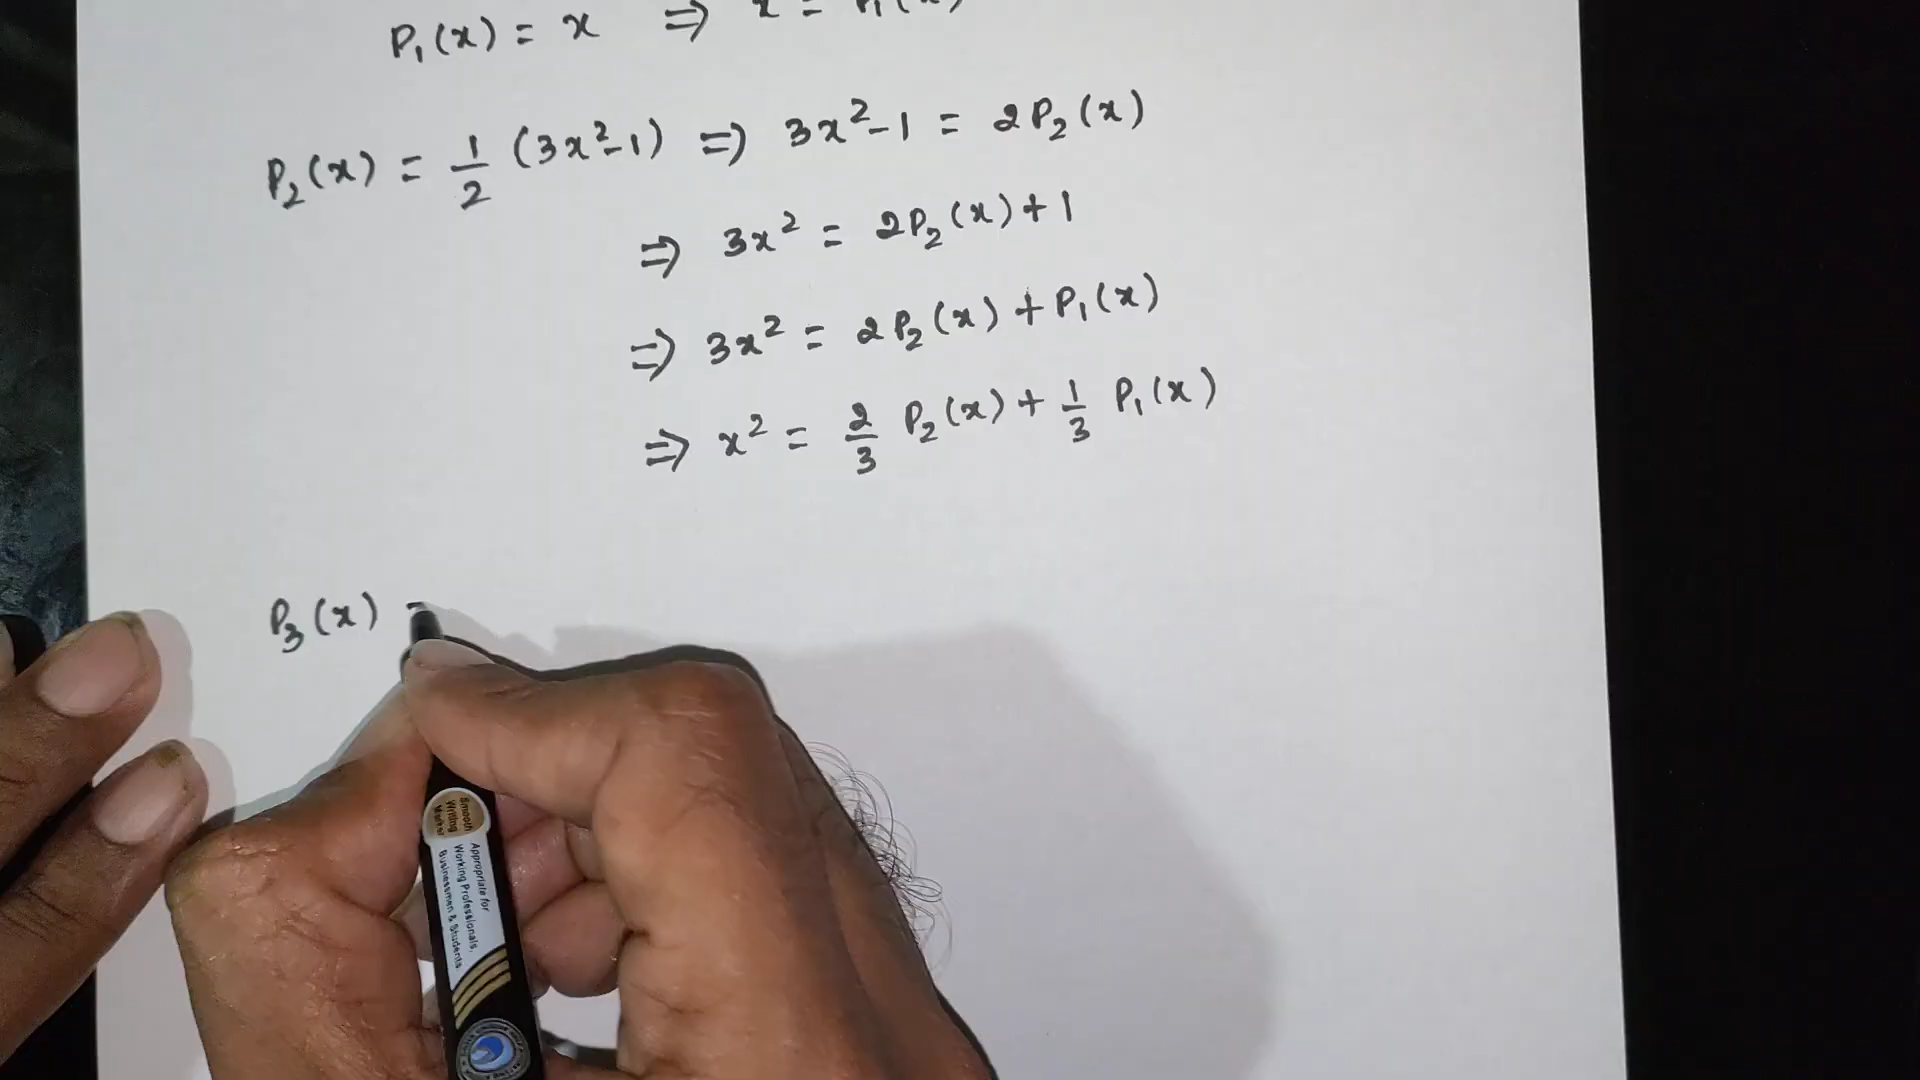 P₁(x) = x ⇒ x = P₁(x)
P₂(x) = 1/2 (3x²-1) ⇒ 3x²-1 = 2P₂(x)
⇒ 3x² = 2P₂(x)+1
⇒ 3x² = 2P₂(x)+P₁(x)
⇒ x² = 2/3 P₂(x)+1/3 P₁(x)
P₃(x) =
Smooth
Writing
Marker
Appropriate for
Working Professionals,
Businessmen & Students